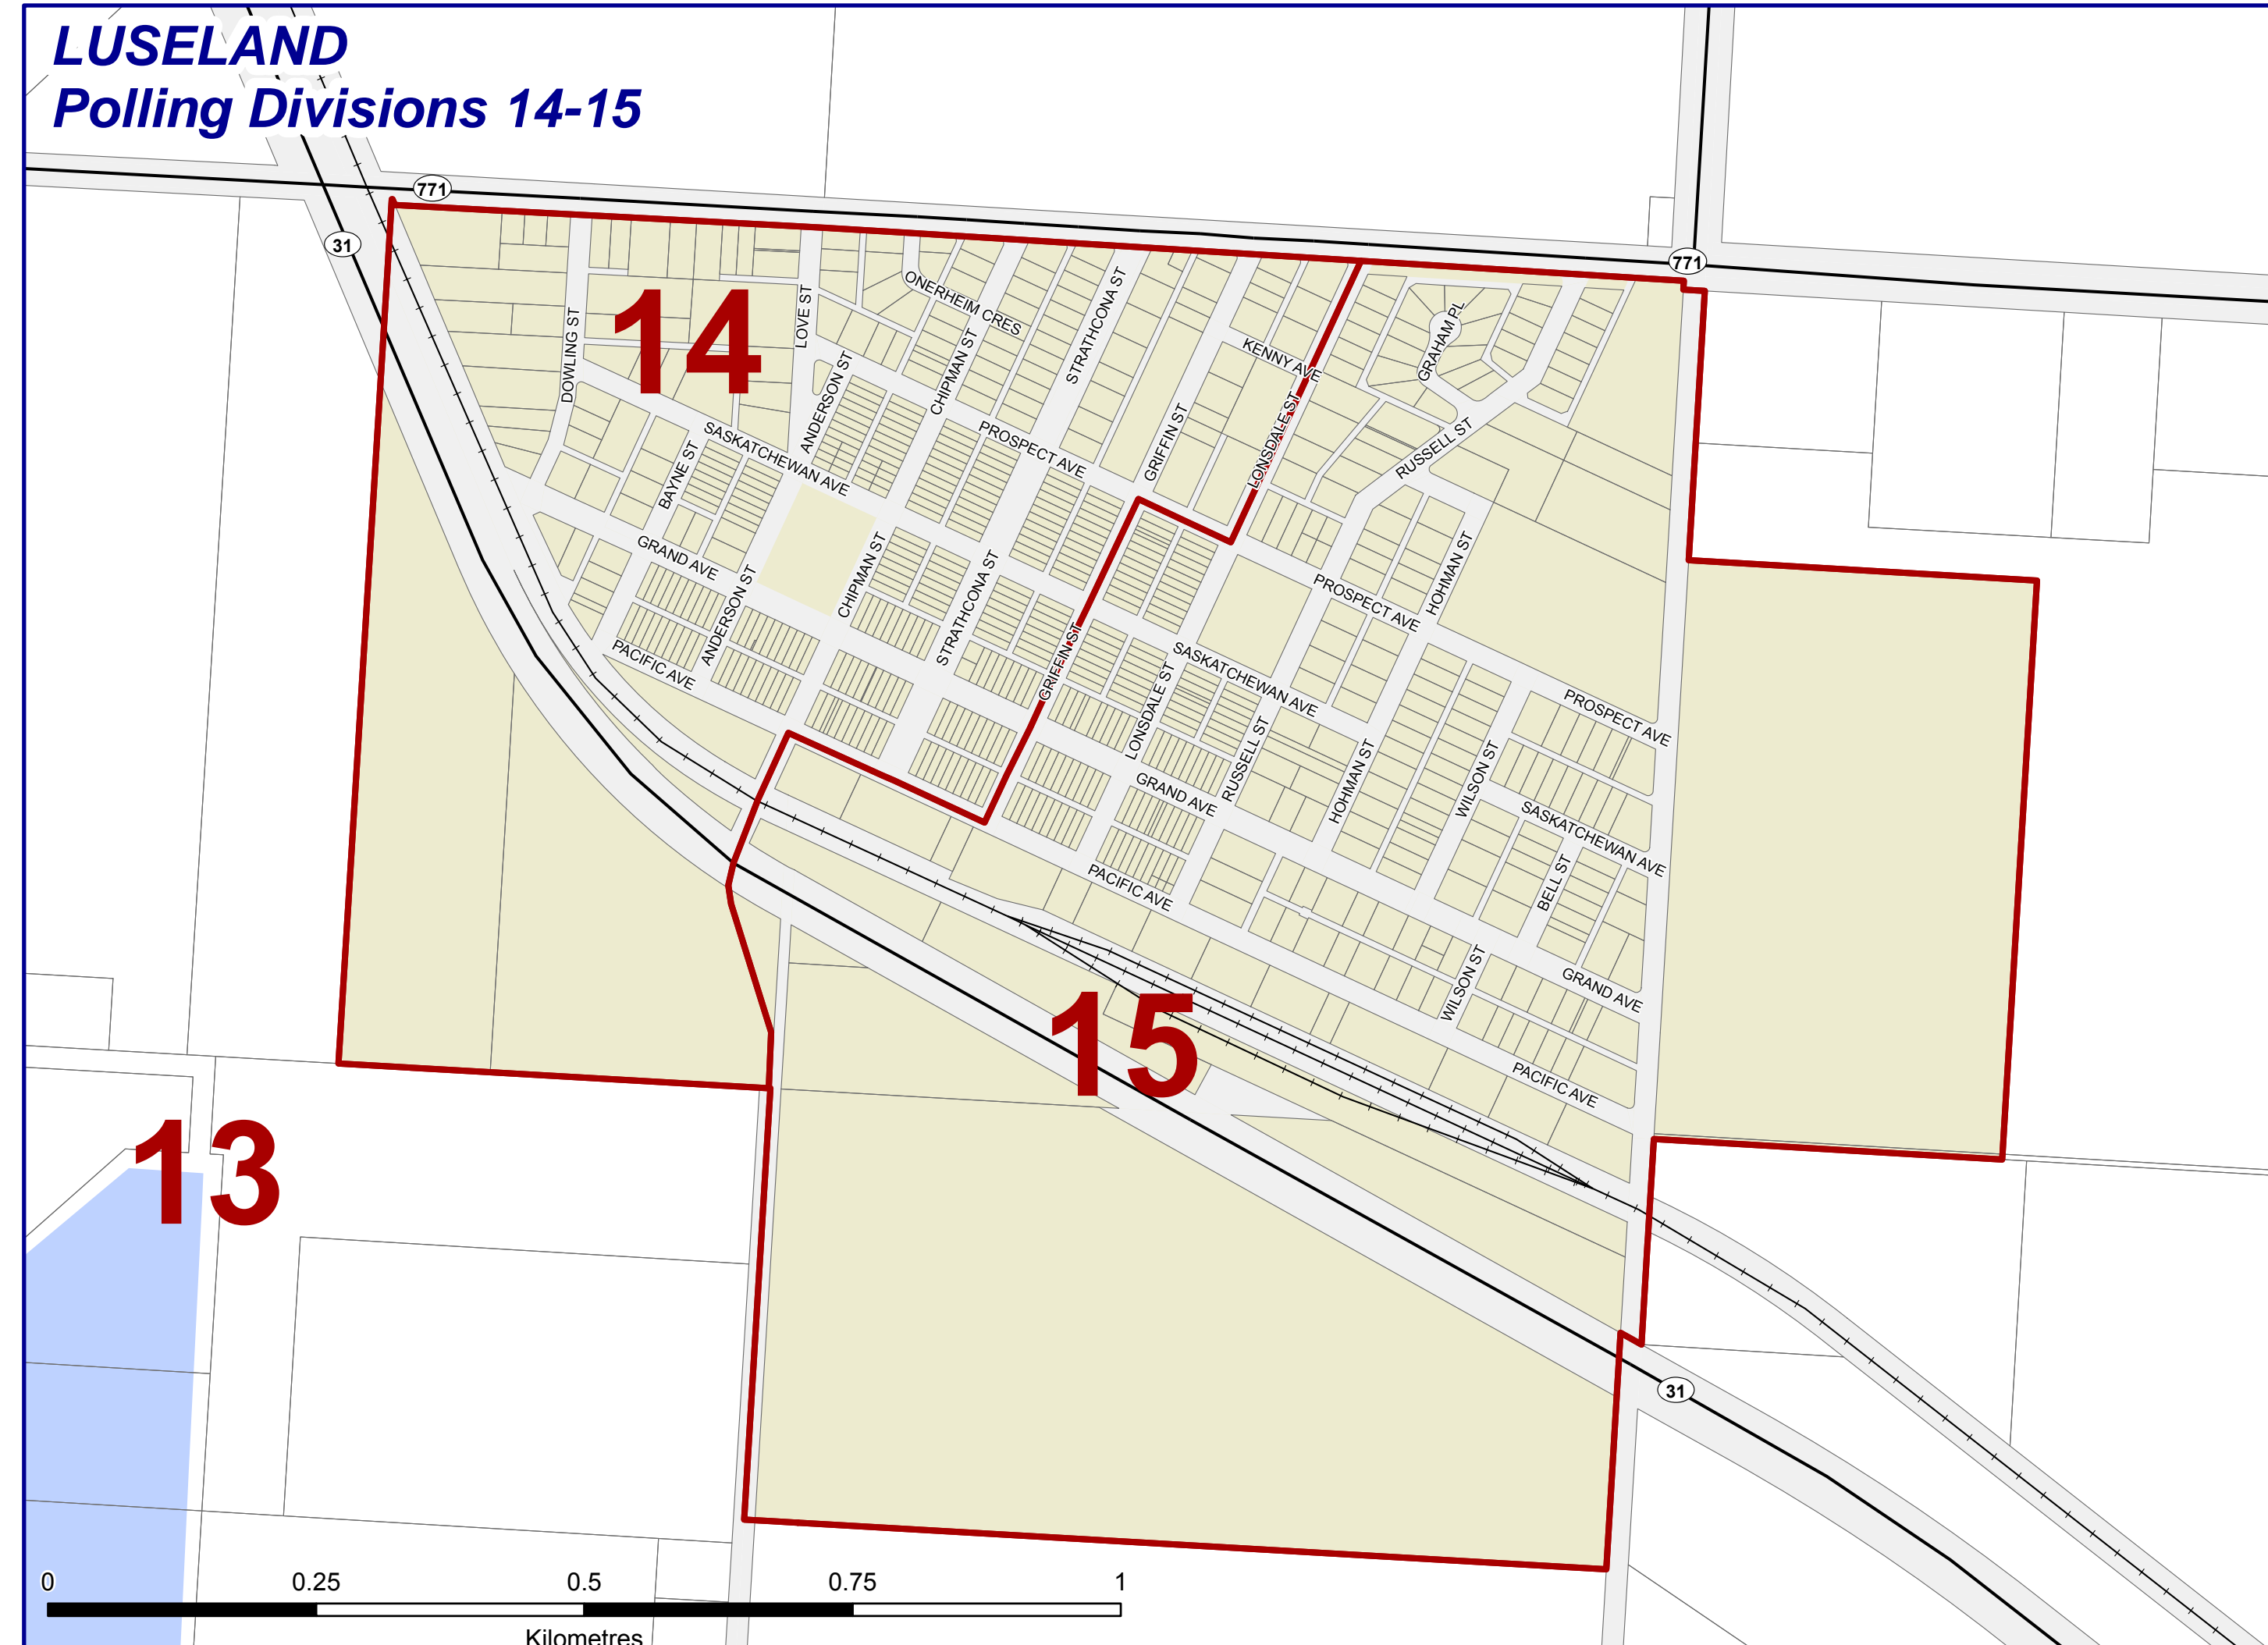 LUSELAND
Polling Divisions 14-15
771
31
771
14
ONERHEIM CRES
STRATHCONA ST
LOVE ST
DOWLING ST
CHIPMAN ST
ANDERSON ST
KENNY AVE
GRAHAM PL
GRIFFIN ST
LONSDALE ST
RUSSELL ST
SASKATCHEWAN AVE
PROSPECT AVE
BAYNE ST
GRAND AVE
CHIPMAN ST
ANDERSON ST
STRATHCONA ST
PACIFIC AVE
GRIFFIN ST
HOHMAN ST
PROSPECT AVE
SASKATCHEWAN AVE
LONSDALE ST
RUSSELL ST
PROSPECT AVE
HOHMAN ST
WILSON ST
GRAND AVE
SASKATCHEWAN AVE
PACIFIC AVE
BELL ST
WILSON ST
GRAND AVE
PACIFIC AVE
15
13
31
0 0.25 0.5 0.75 1
Kilometres